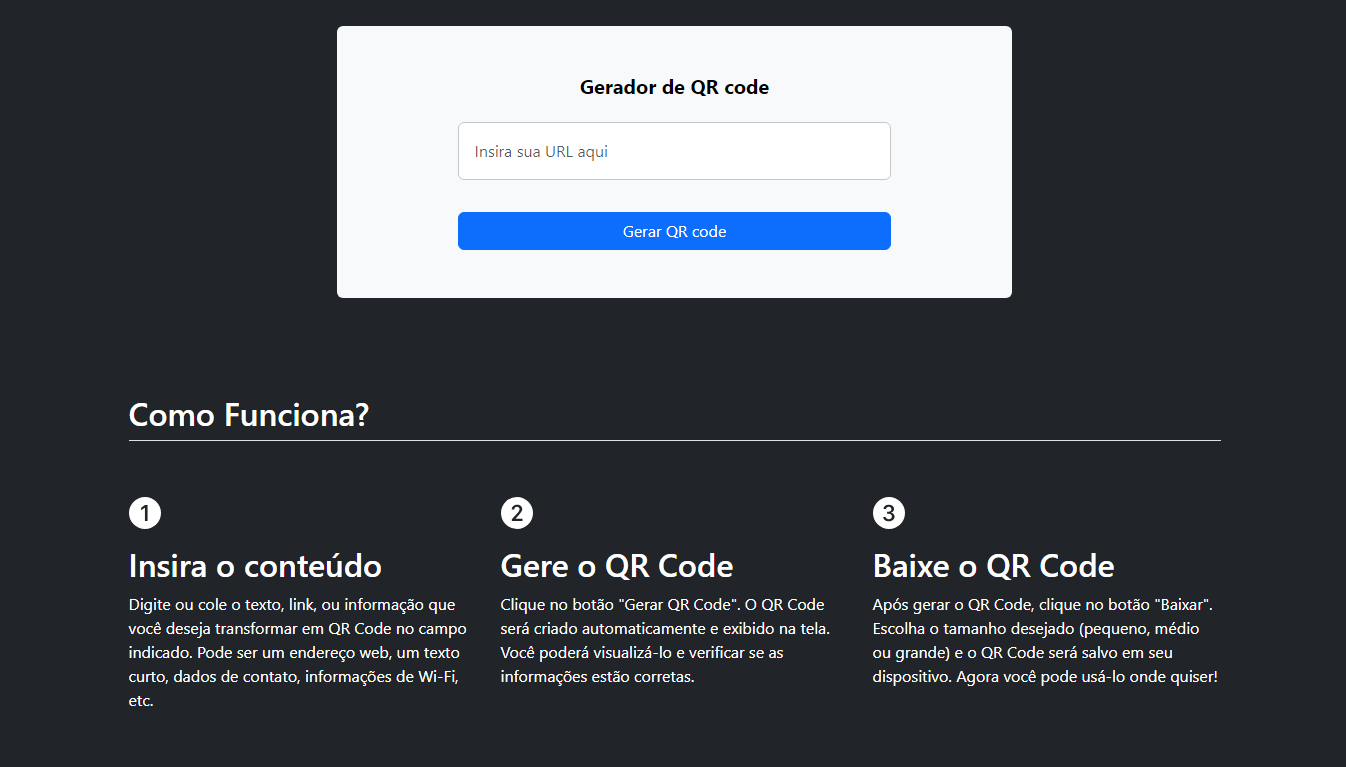 Gerador de QR code
Insira sua URL aqui
Gerar QR code
Como Funciona?
1
Insira o conteúdo
Digite ou cole o texto, link, ou informação que
você deseja transformar em QR Code no campo
indicado. Pode ser um endereço web, um texto
curto, dados de contato, informações de Wi-Fi,
etc.
2
Gere o QR Code
Clique no botão "Gerar QR Code". O QR Code
será criado automaticamente e exibido na tela.
Você poderá visualizá-lo e verificar se as
informações estão corretas.
3
Baixe o QR Code
Após gerar o QR Code, clique no botão "Baixar".
Escolha o tamanho desejado (pequeno, médio
ou grande) e o QR Code será salvo em seu
dispositivo. Agora você pode usá-lo onde quiser!